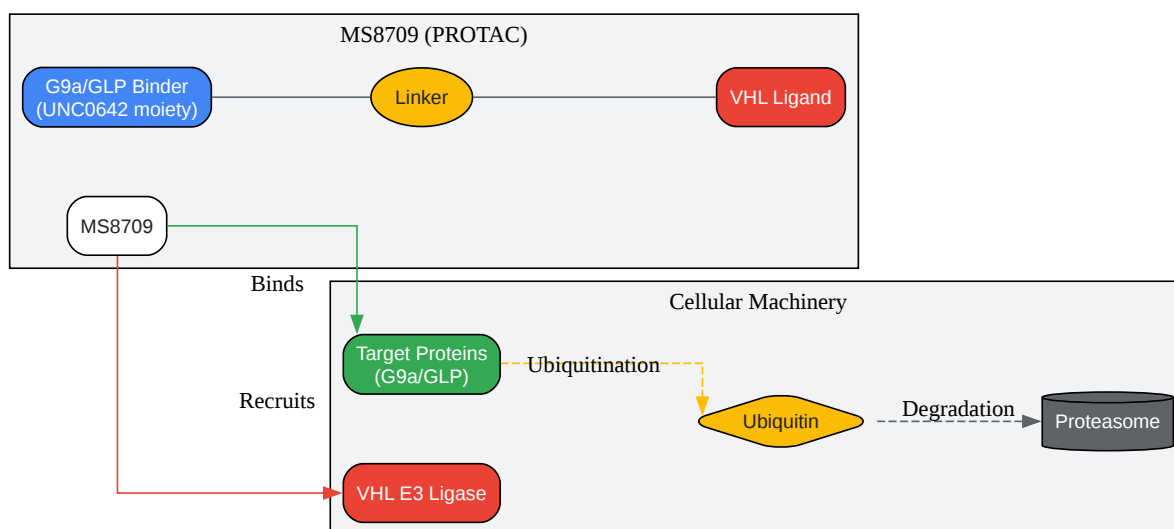 MS8709 (PROTAC)
G9a/GLP Binder
(UNC0642 moiety)
Linker
VHL Ligand
MS8709
Binds
Cellular Machinery
Target Proteins
(G9a/GLP)
Ubiquitination
Recruits
Ubiquitin
Degradation
Proteasome
VHL E3 Ligase